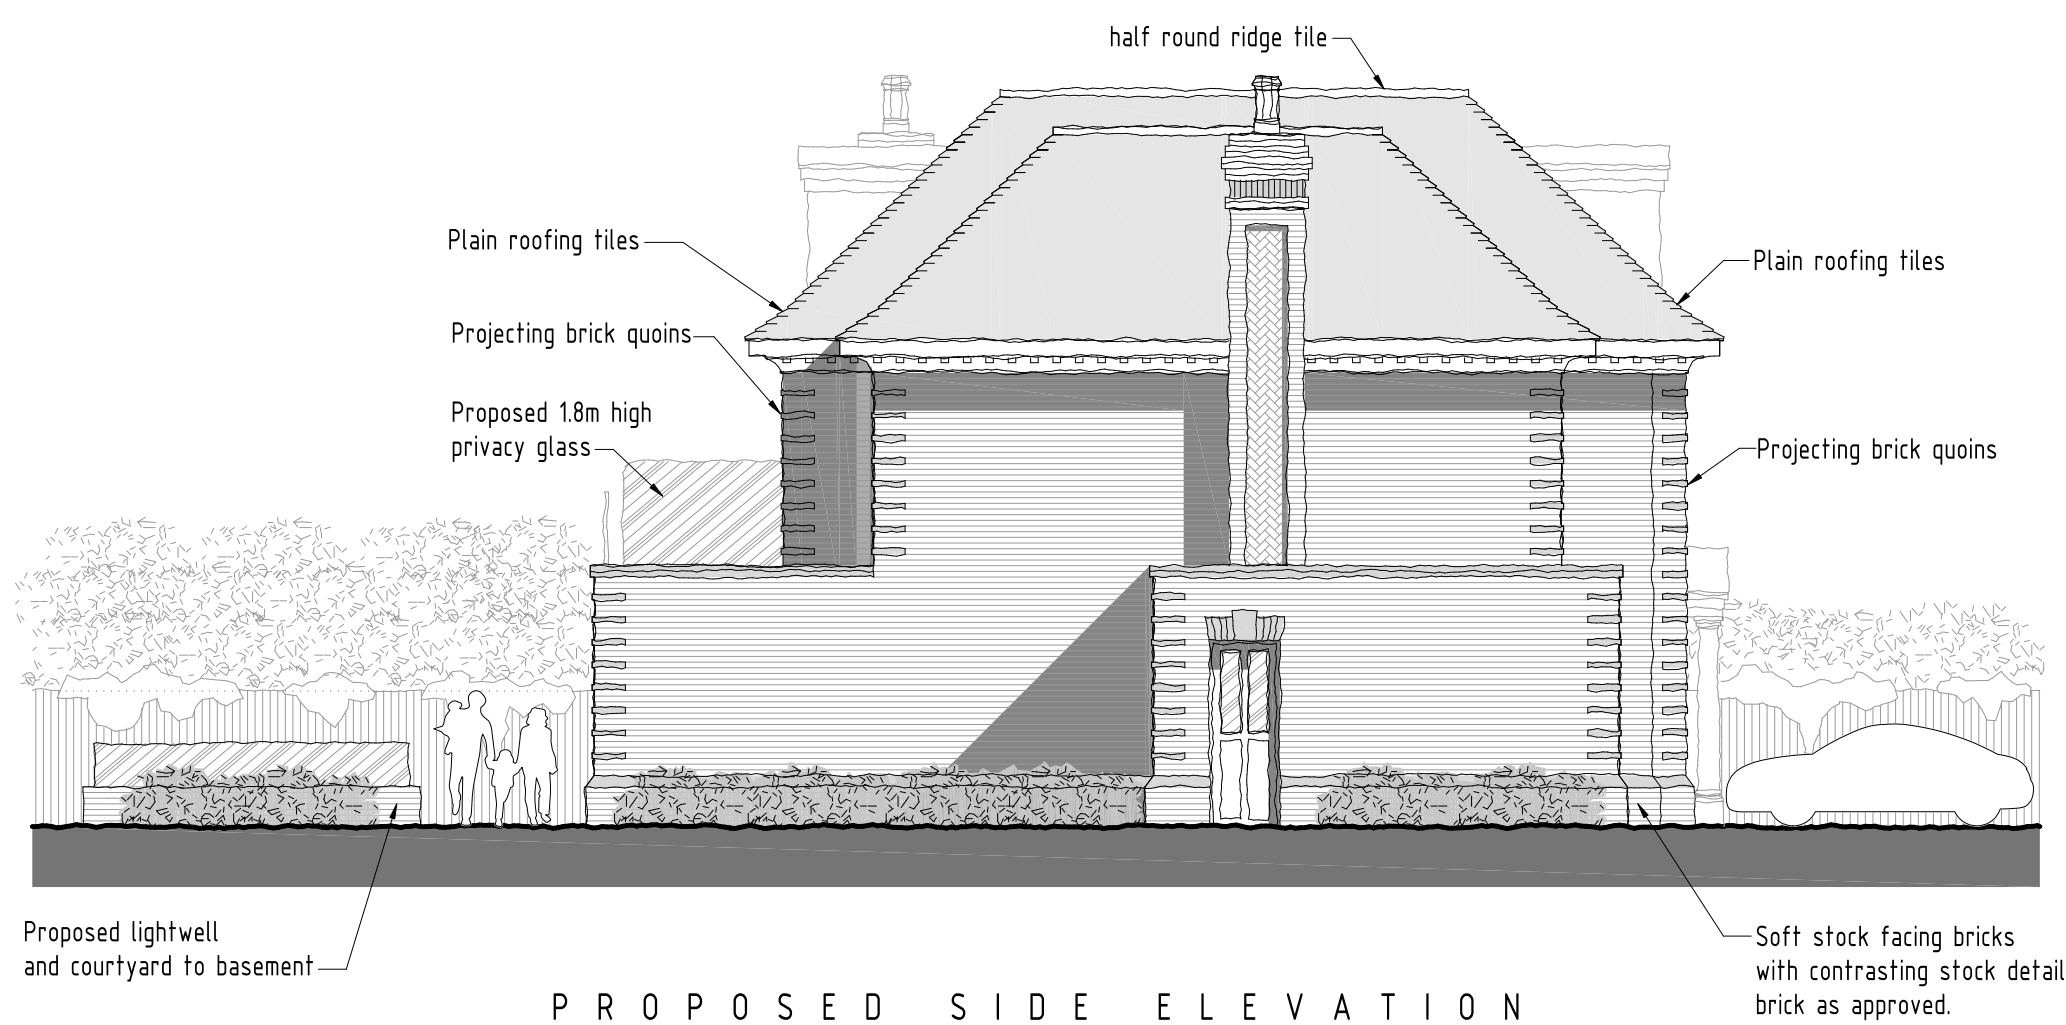 half round ridge tile
Plain roofing tiles
Plain roofing tiles
Projecting brick quoins
Proposed 1.8m high
privacy glass
Projecting brick quoins
Proposed lightwell
and courtyard to basement
Soft stock facing bricks
with contrasting stock detail
brick as approved.
PROPOSED SIDE ELEVATION